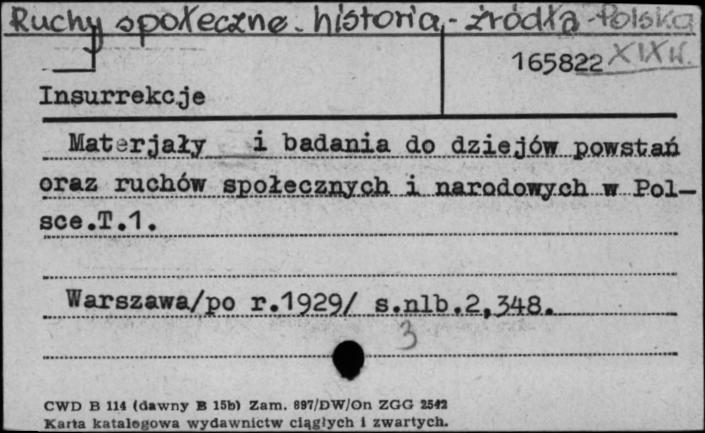 Ruchy społeczne - historia - źródła - Polska
XIX w.
165822
Insurrekcje
Materjały i badania do dziejów powstań
oraz ruchów społecznych i narodowych w Pol-
sce.T.1.
Warszawa/po r.1929/ s.nlb.2,348.
3
CWD B 114 (dawny B 15b) Zam. 897/DW/On ZGG 2542
Karta katalogowa wydawnictw ciągłych i zwartych.